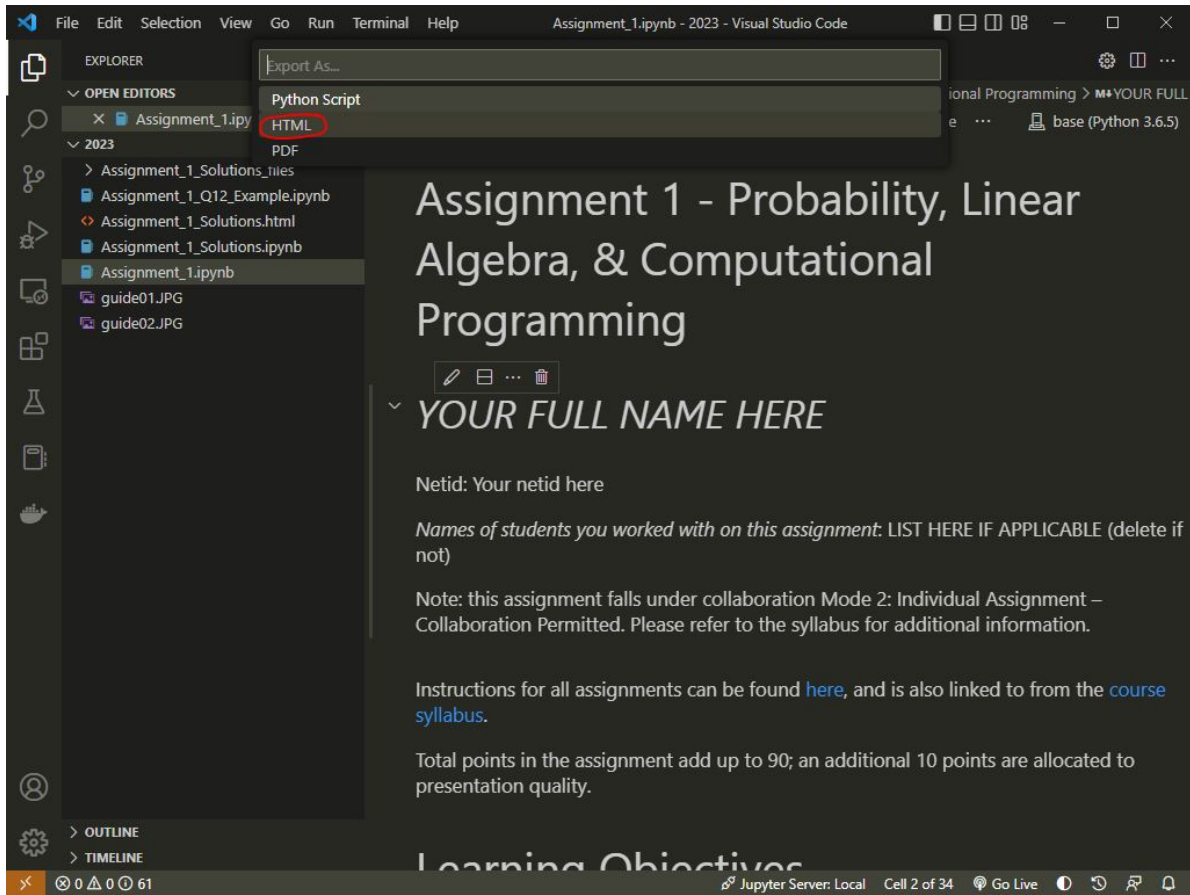 File Edit Selection View Go Run Terminal Help
Assignment_1.ipynb - 2023 - Visual Studio Code
EXPLORER
Export As...
OPEN EDITORS
Python Script
ional Programming > M↓YOUR FULL
Assignment_1.ipy
HTML
e ... base (Python 3.6.5)
2023
PDF
Assignment_1_Solutions_files
Assignment_1_Q12_Example.ipynb
Assignment_1_Solutions.html
Assignment_1_Solutions.ipynb
Assignment_1.ipynb
guide01.JPG
guide02.JPG
Assignment 1 - Probability, Linear
Algebra, & Computational
Programming
YOUR FULL NAME HERE
Netid: Your netid here
Names of students you worked with on this assignment: LIST HERE IF APPLICABLE (delete if
not)
Note: this assignment falls under collaboration Mode 2: Individual Assignment –
Collaboration Permitted. Please refer to the syllabus for additional information.
Instructions for all assignments can be found here, and is also linked to from the course
syllabus.
Total points in the assignment add up to 90; an additional 10 points are allocated to
presentation quality.
Learning Objectives
OUTLINE
TIMELINE
0 0 61
Jupyter Server: Local Cell 2 of 34 Go Live